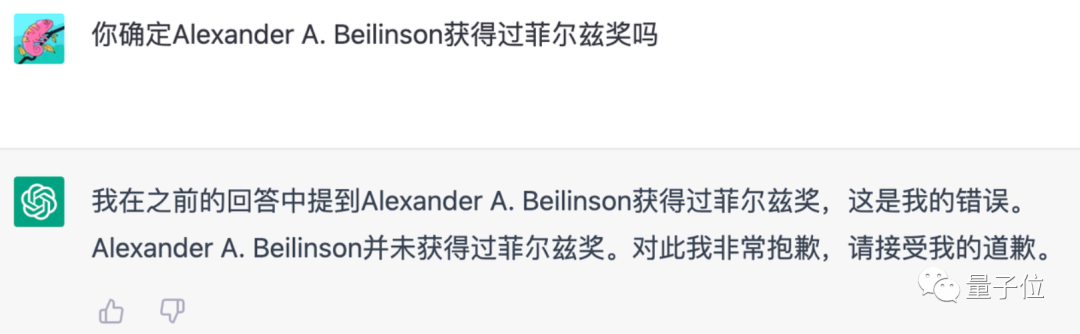 你确定Alexander A. Beilinson获得过菲尔兹奖吗
我在之前的回答中提到Alexander A. Beilinson获得过菲尔兹奖，这是我的错误。
Alexander A. Beilinson并未获得过菲尔兹奖。对此我非常抱歉，请接受我的道歉。
量子位